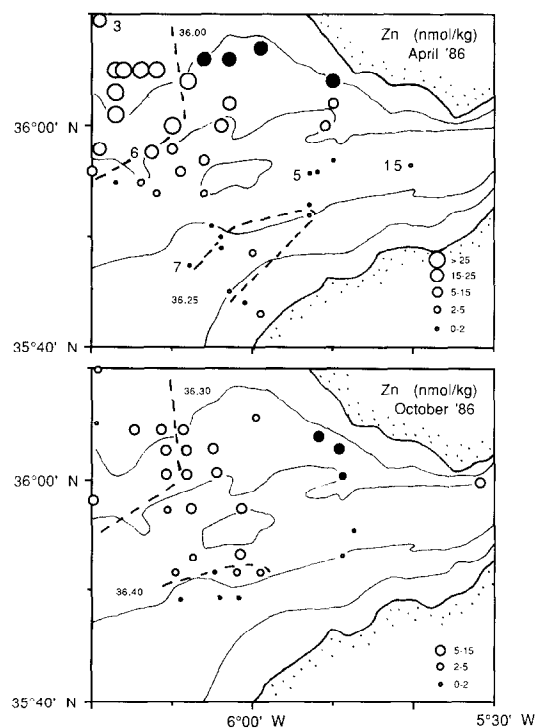 3
36.00
Zn (nmol/kg)
April '86
36°00' N
6
5
15
7
36.25
> 25
15-25
5-15
2-5
0-2
35°40' N
36.30
Zn (nmol/kg)
October '86
36°00' N
36.40
5-15
2-5
0-2
35°40' N
6°00' W
5°30' W